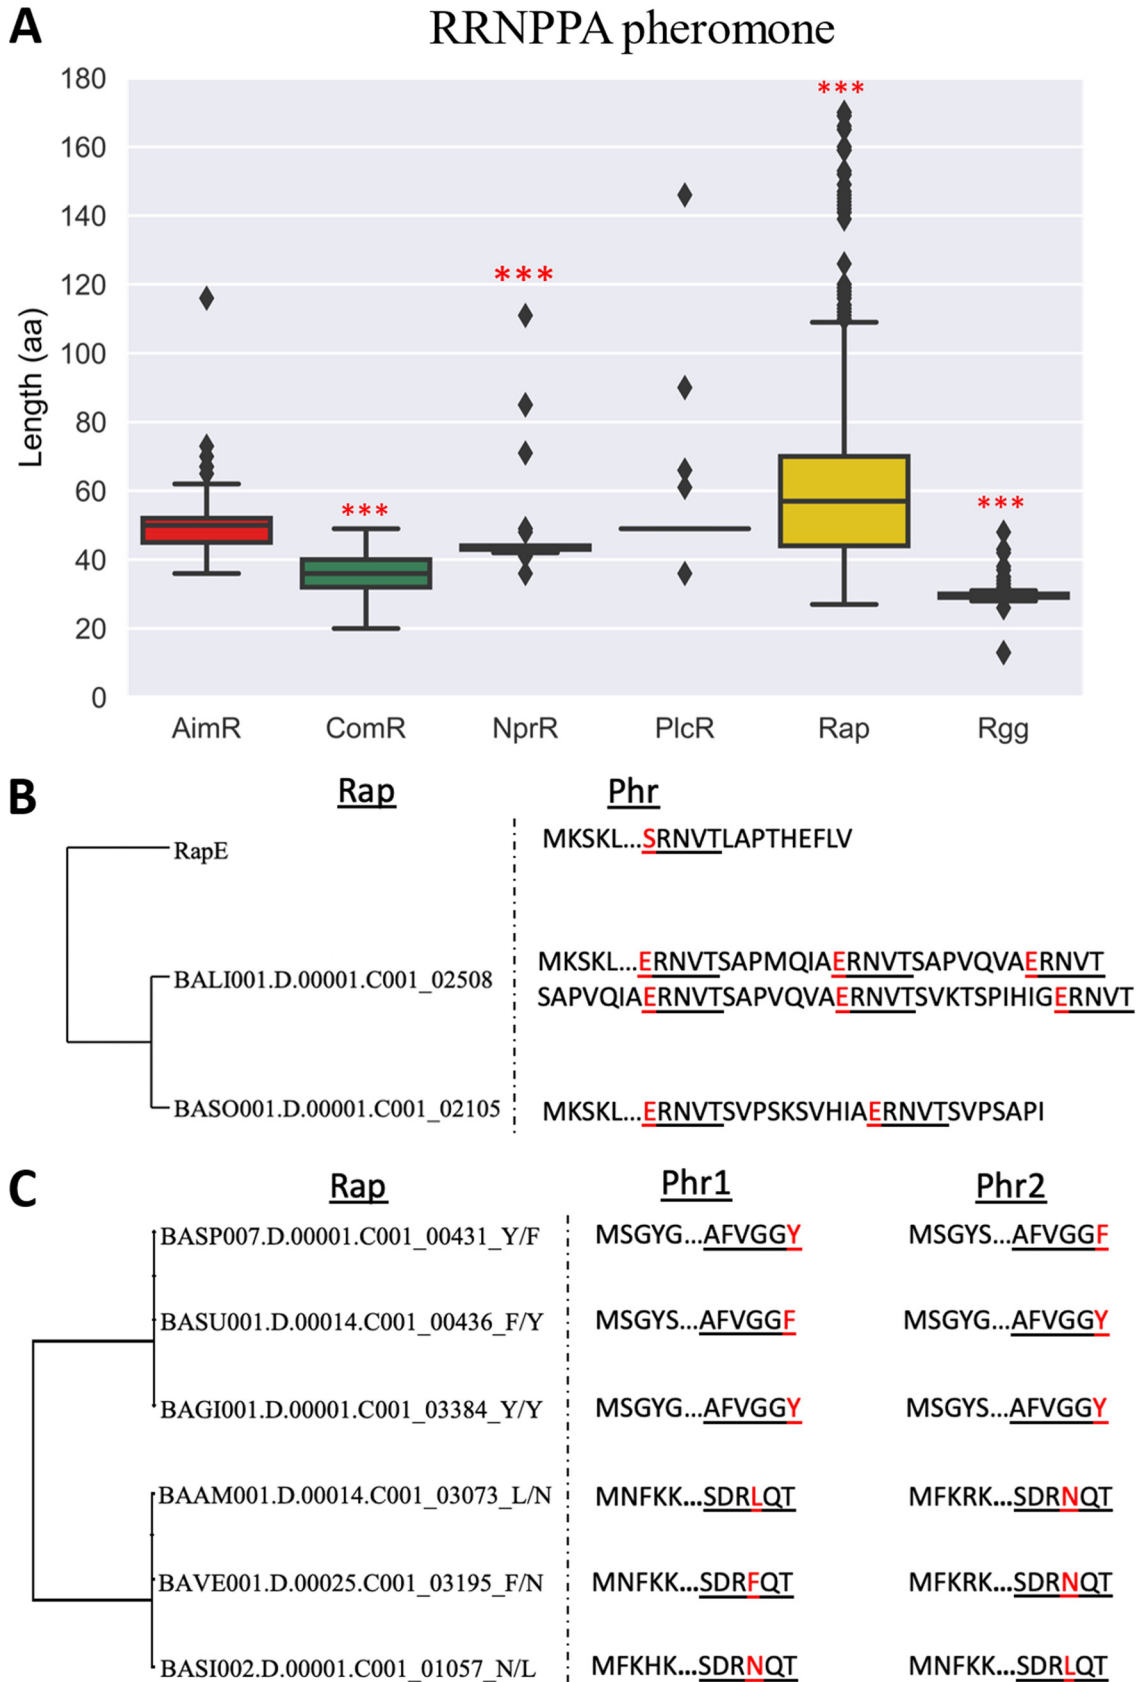 A
RRNPPA pheromone
Length (aa)
180
160
140
120
100
80
60
40
20
0
***
***
***
***
AimR ComR NprR PlcR Rap Rgg
B
Rap Phr
RapE MKSKL...SRNVTLAPTHEFLV
BALI001.D.00001.C001_02508 MKSKL...ERNVTSAPMQIAERNVTSAPVQVAERNVT
SAPVQIAERNVTSAPVQVAERNVTSVKTSPIHIGERNVT
BASO001.D.00001.C001_02105 MKSKL...ERNVTSVPSKSVHIAERNVTSVPSAPI
C
Rap Phr1 Phr2
BASP007.D.00001.C001_00431_Y/F MSGYG...AFVGGY MSGYS...AFVGGF
BASU001.D.00014.C001_00436_F/Y MSGYS...AFVGGF MSGYG...AFVGGY
BAGI001.D.00001.C001_03384_Y/Y MSGYG...AFVGGY MSGYS...AFVGGY
BAAM001.D.00014.C001_03073_L/N MNFKK...SDRLQT MFKRK...SDRNQT
BAVE001.D.00025.C001_03195_F/N MNFKK...SDRFQT MFKRK...SDRNQT
BASI002.D.00001.C001_01057_N/L MFKHK...SDRNQT MNFKK...SDRLQT